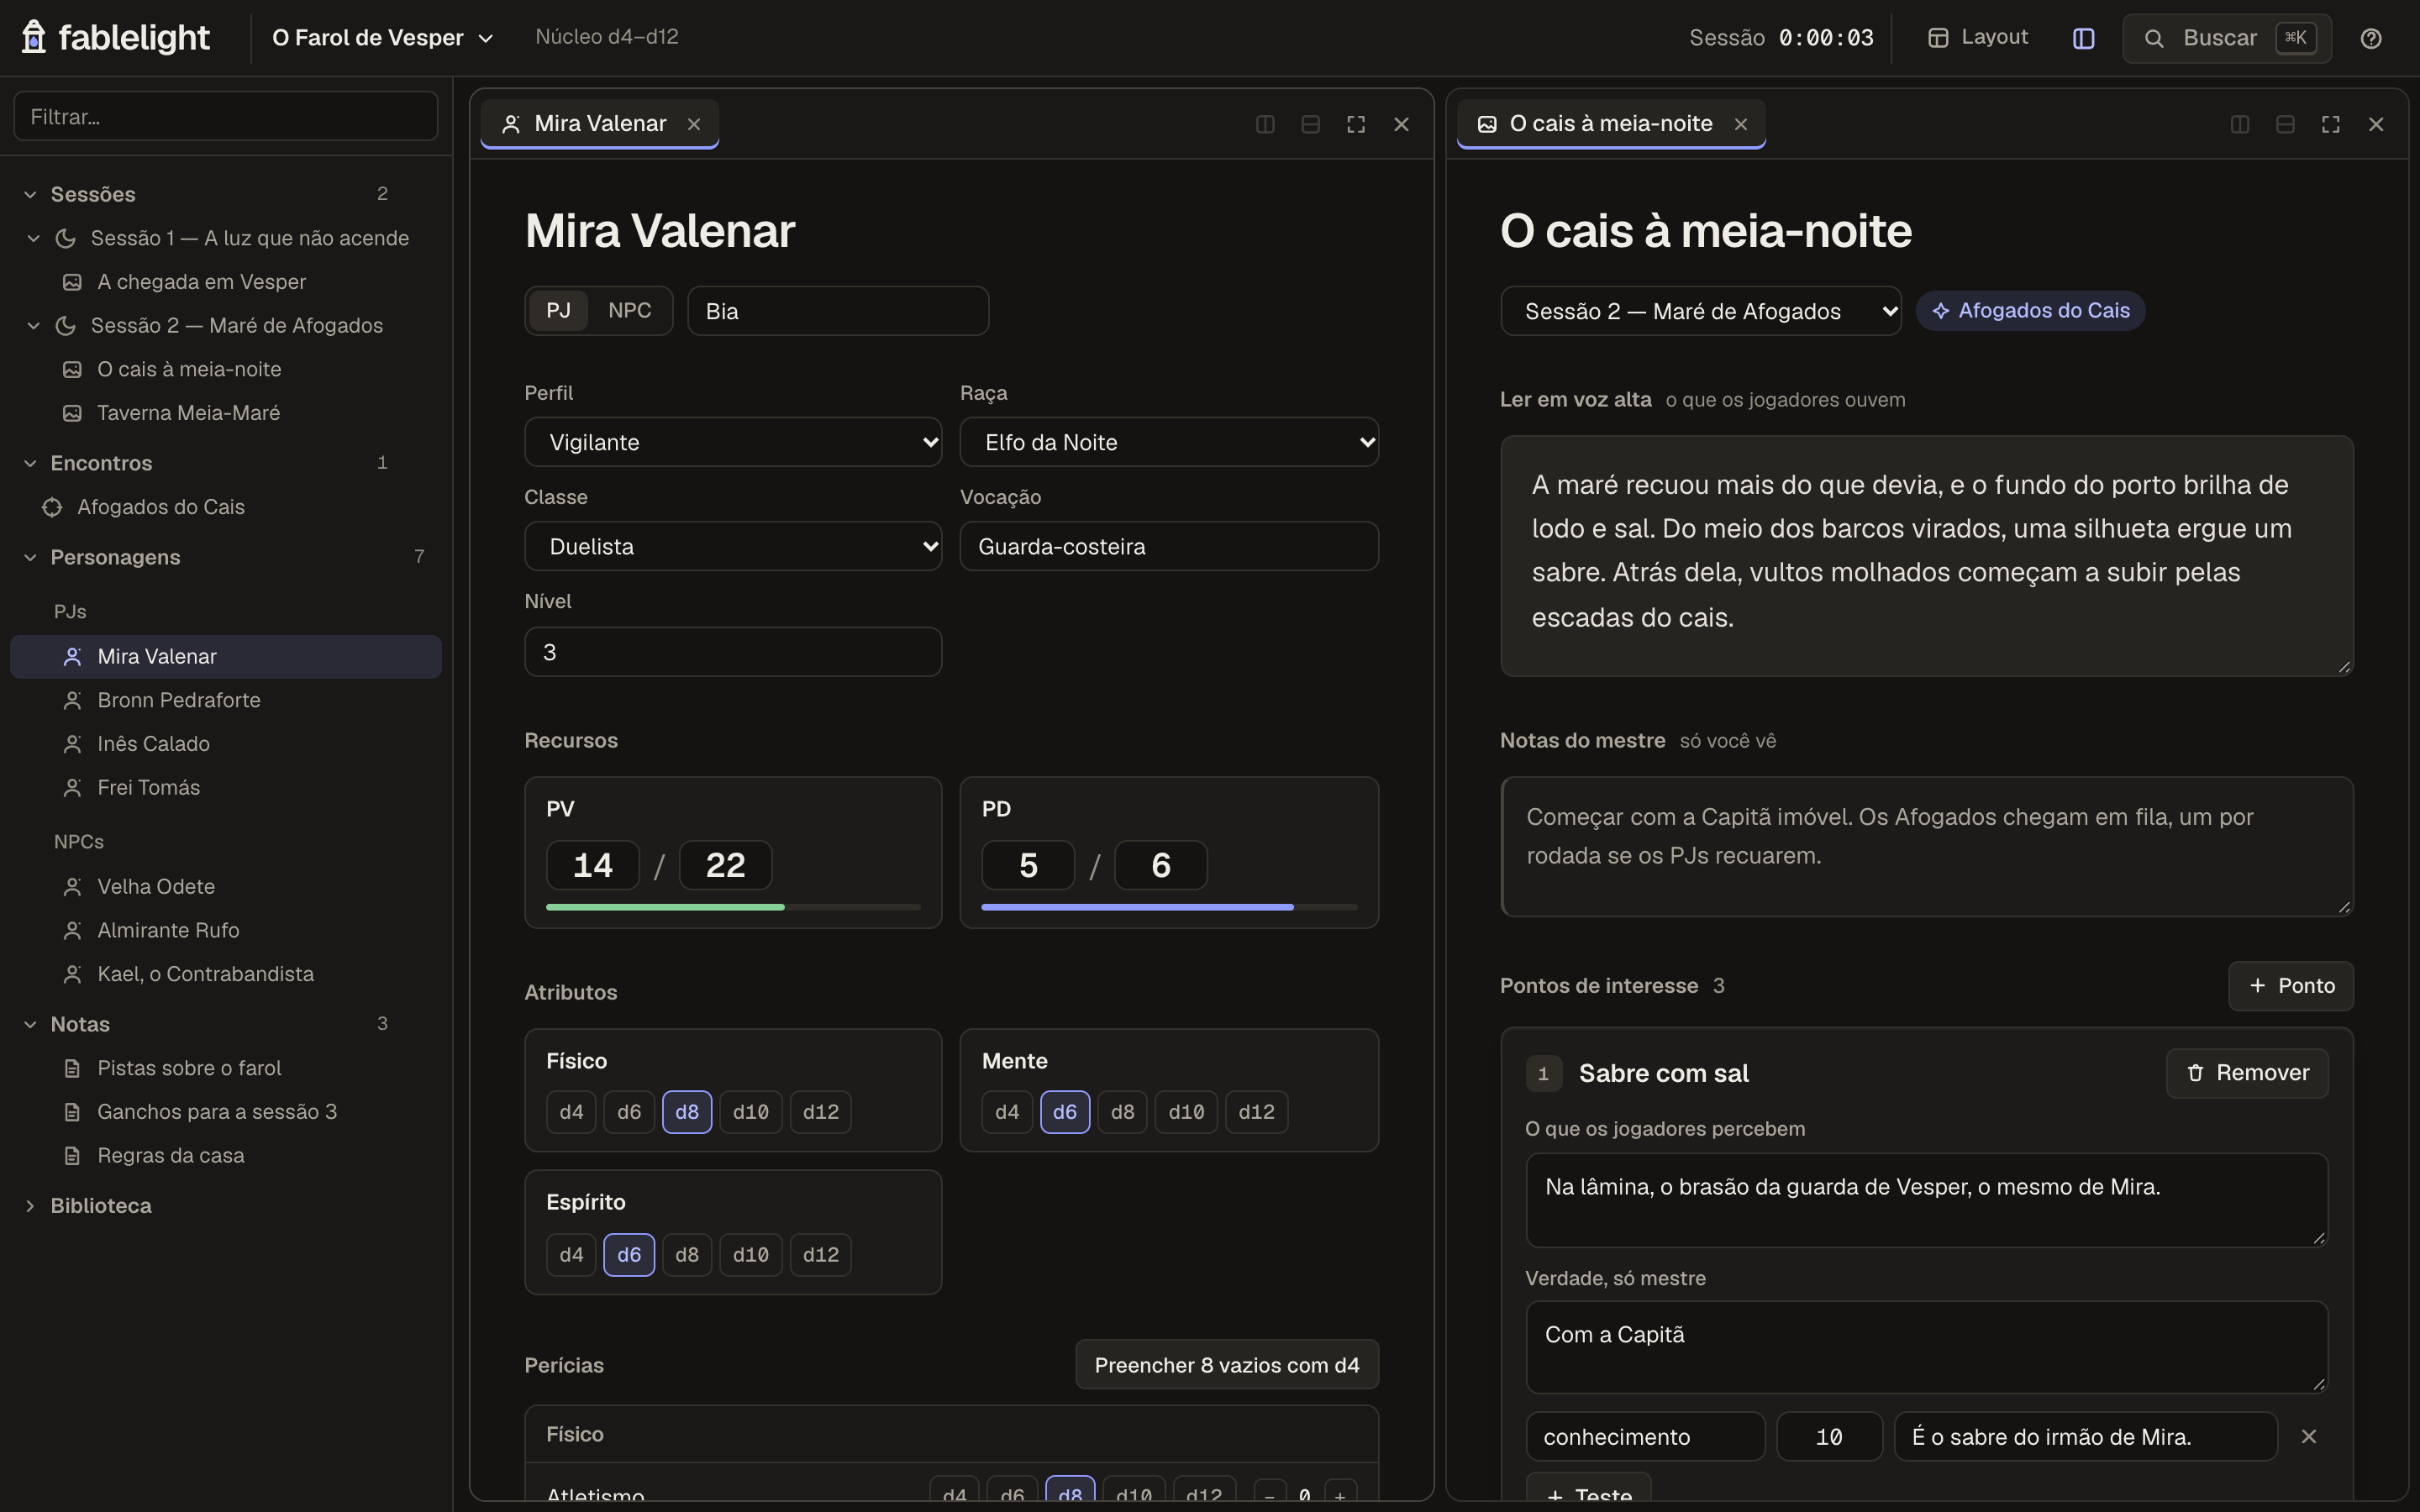 fablelight
O Farol de Vesper
Núcleo d4–d12
Sessão 0:00:03
Layout
Buscar ⌘K
Filtrar...
Sessões 2
Sessão 1 — A luz que não acende
A chegada em Vesper
Sessão 2 — Maré de Afogados
O cais à meia-noite
Taverna Meia-Maré
Encontros 1
Afogados do Cais
Personagens 7
PJs
Mira Valenar
Bronn Pedraforte
Inês Calado
Frei Tomás
NPCs
Velha Odete
Almirante Rufo
Kael, o Contrabandista
Notas 3
Pistas sobre o farol
Ganchos para a sessão 3
Regras da casa
Biblioteca
Mira Valenar
Mira Valenar
PJ NPC Bia
Perfil Raça
Vigilante Elfo da Noite
Classe Vocação
Duelista Guarda-costeira
Nível
3
Recursos
PV PD
14 / 22 5 / 6
Atributos
Físico Mente
d4 d6 d8 d10 d12 d4 d6 d8 d10 d12
Espírito
d4 d6 d8 d10 d12
Perícias Preencher 8 vazios com d4
Físico
Atletismo d4 d6 d8 d10 d12 − 0 +
O cais à meia-noite
O cais à meia-noite
Sessão 2 — Maré de Afogados Afogados do Cais
Ler em voz alta o que os jogadores ouvem
A maré recuou mais do que devia, e o fundo do porto brilha de
lodo e sal. Do meio dos barcos virados, uma silhueta ergue um
sabre. Atrás dela, vultos molhados começam a subir pelas
escadas do cais.
Notas do mestre só você vê
Começar com a Capitã imóvel. Os Afogados chegam em fila, um por
rodada se os PJs recuarem.
Pontos de interesse 3 + Ponto
1 Sabre com sal Remover
O que os jogadores percebem
Na lâmina, o brasão da guarda de Vesper, o mesmo de Mira.
Verdade, só mestre
Com a Capitã
conhecimento 10 É o sabre do irmão de Mira.
+ Teste